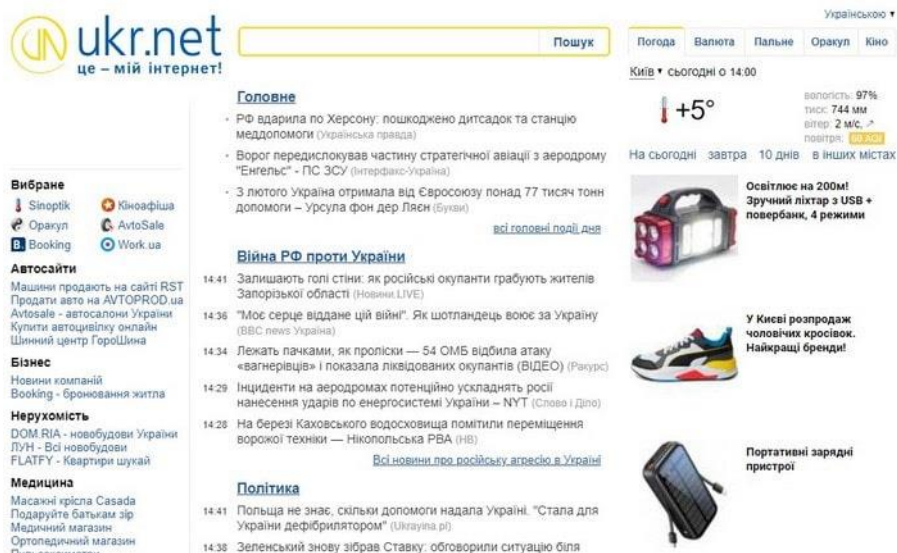 Українською ▾
ukr.net
це – мій інтернет!
Пошук
Погода Валюта Пальне Оракул Кіно
Київ ▾ сьогодні о 14:00
+5°
вологість: 97%
тиск: 744 мм
вітер: 2 м/с,
повітря: 60 AQI
На сьогодні завтра 10 днів в інших містах
Вибране
Sinoptik Кіноафіша
Оракул AvtoSale
B. Booking Work.ua
Автосайти
Машини продають на сайті RST
Продати авто на AVTOPROD.ua
Avtosale - автосалони України
Купити автоцивілку онлайн
Шинний центр ГороШина
Бізнес
Новини компаній
Booking - бронювання житла
Нерухомість
DOM.RIA - новобудови України
ЛУН - Всі новобудови
FLATFY - Квартири шукай
Медицина
Масажні крісла Casada
Подаруйте батькам зір
Медичний магазин
Ортопедичний магазин
Головне
РФ вдарила по Херсону: пошкоджено дитсадок та станцію
меддопомоги (Українська правда)
Ворог передислокував частину стратегічної авіації з аеродрому
"Енгельс" - ПС ЗСУ (Інтерфакс-Україна)
З лютого Україна отримала від Євросоюзу понад 77 тисяч тонн
допомоги – Урсула фон дер Ляєн (Букви)
всі головні події дня
Війна РФ проти України
14:41 Залишають голі стіни: як російські окупанти грабують жителів
Запорізької області (Новини.LIVE)
14:36 "Моє серце віддане цій війні". Як шотландець воює за Україну
(BBC news Україна)
14:34 Лежать пачками, як проліски — 54 ОМБ відбила атаку
«вагнерівців» і показала ліквідованих окупантів (ВІДЕО) (Ракурс)
14:29 Інциденти на аеродромах потенційно ускладнять росії
нанесення ударів по енергосистемі України – NYT (Слово і Діло)
14:28 На березі Каховського водосховища помітили переміщення
ворожої техніки — Нікопольська РВА (НВ)
Всі новини про російську агресію в Україні
Політика
14:41 Польща не знає, скільки допомоги надала Україні. "Стала для
України дефібрилятором" (Ukrayina.pl)
14:38 Зеленський знову зібрав Ставку: обговорили ситуацію біля
Освітлює на 200м!
Зручний ліхтар з USB +
повербанк, 4 режими
У Києві розпродаж
чоловічих кросівок.
Найкращі бренди!
Портативні зарядні
пристрої